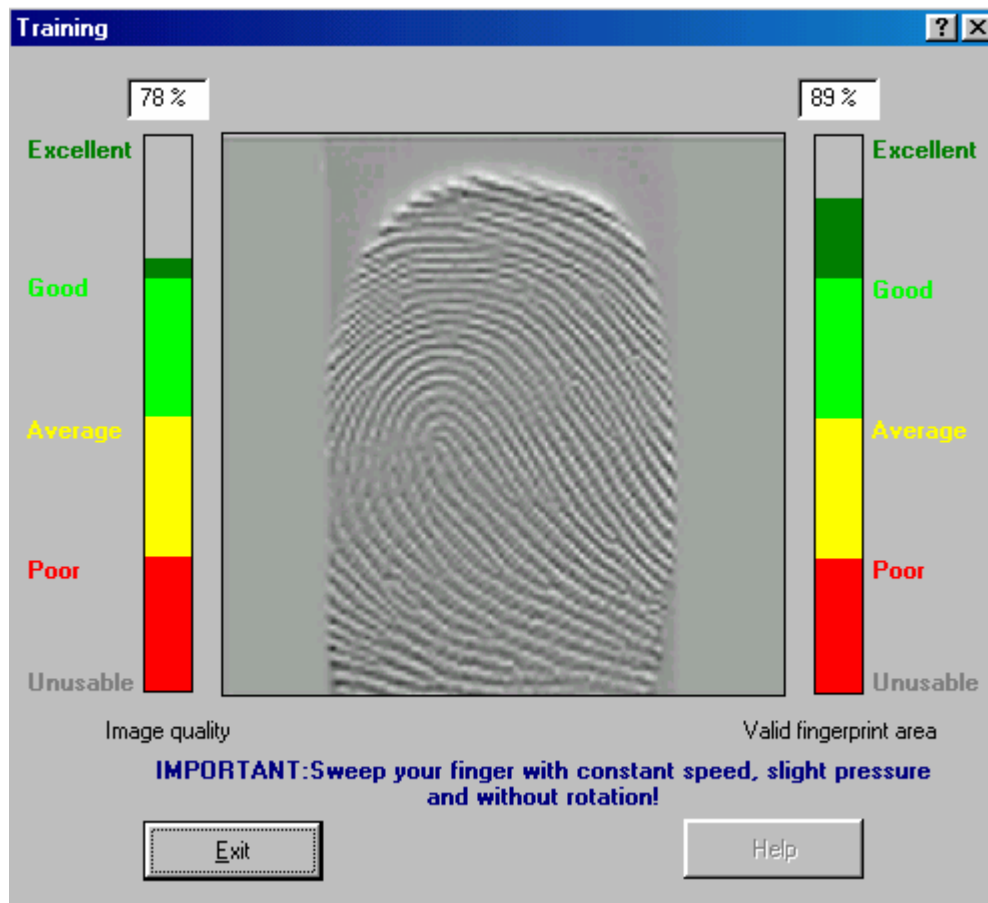 Training
78 %
89 %
Excellent
Excellent
Good
Good
Average
Average
Poor
Poor
Unusable
Unusable
Image quality
Valid fingerprint area
IMPORTANT:Sweep your finger with constant speed, slight pressure
and without rotation!
Exit
Help